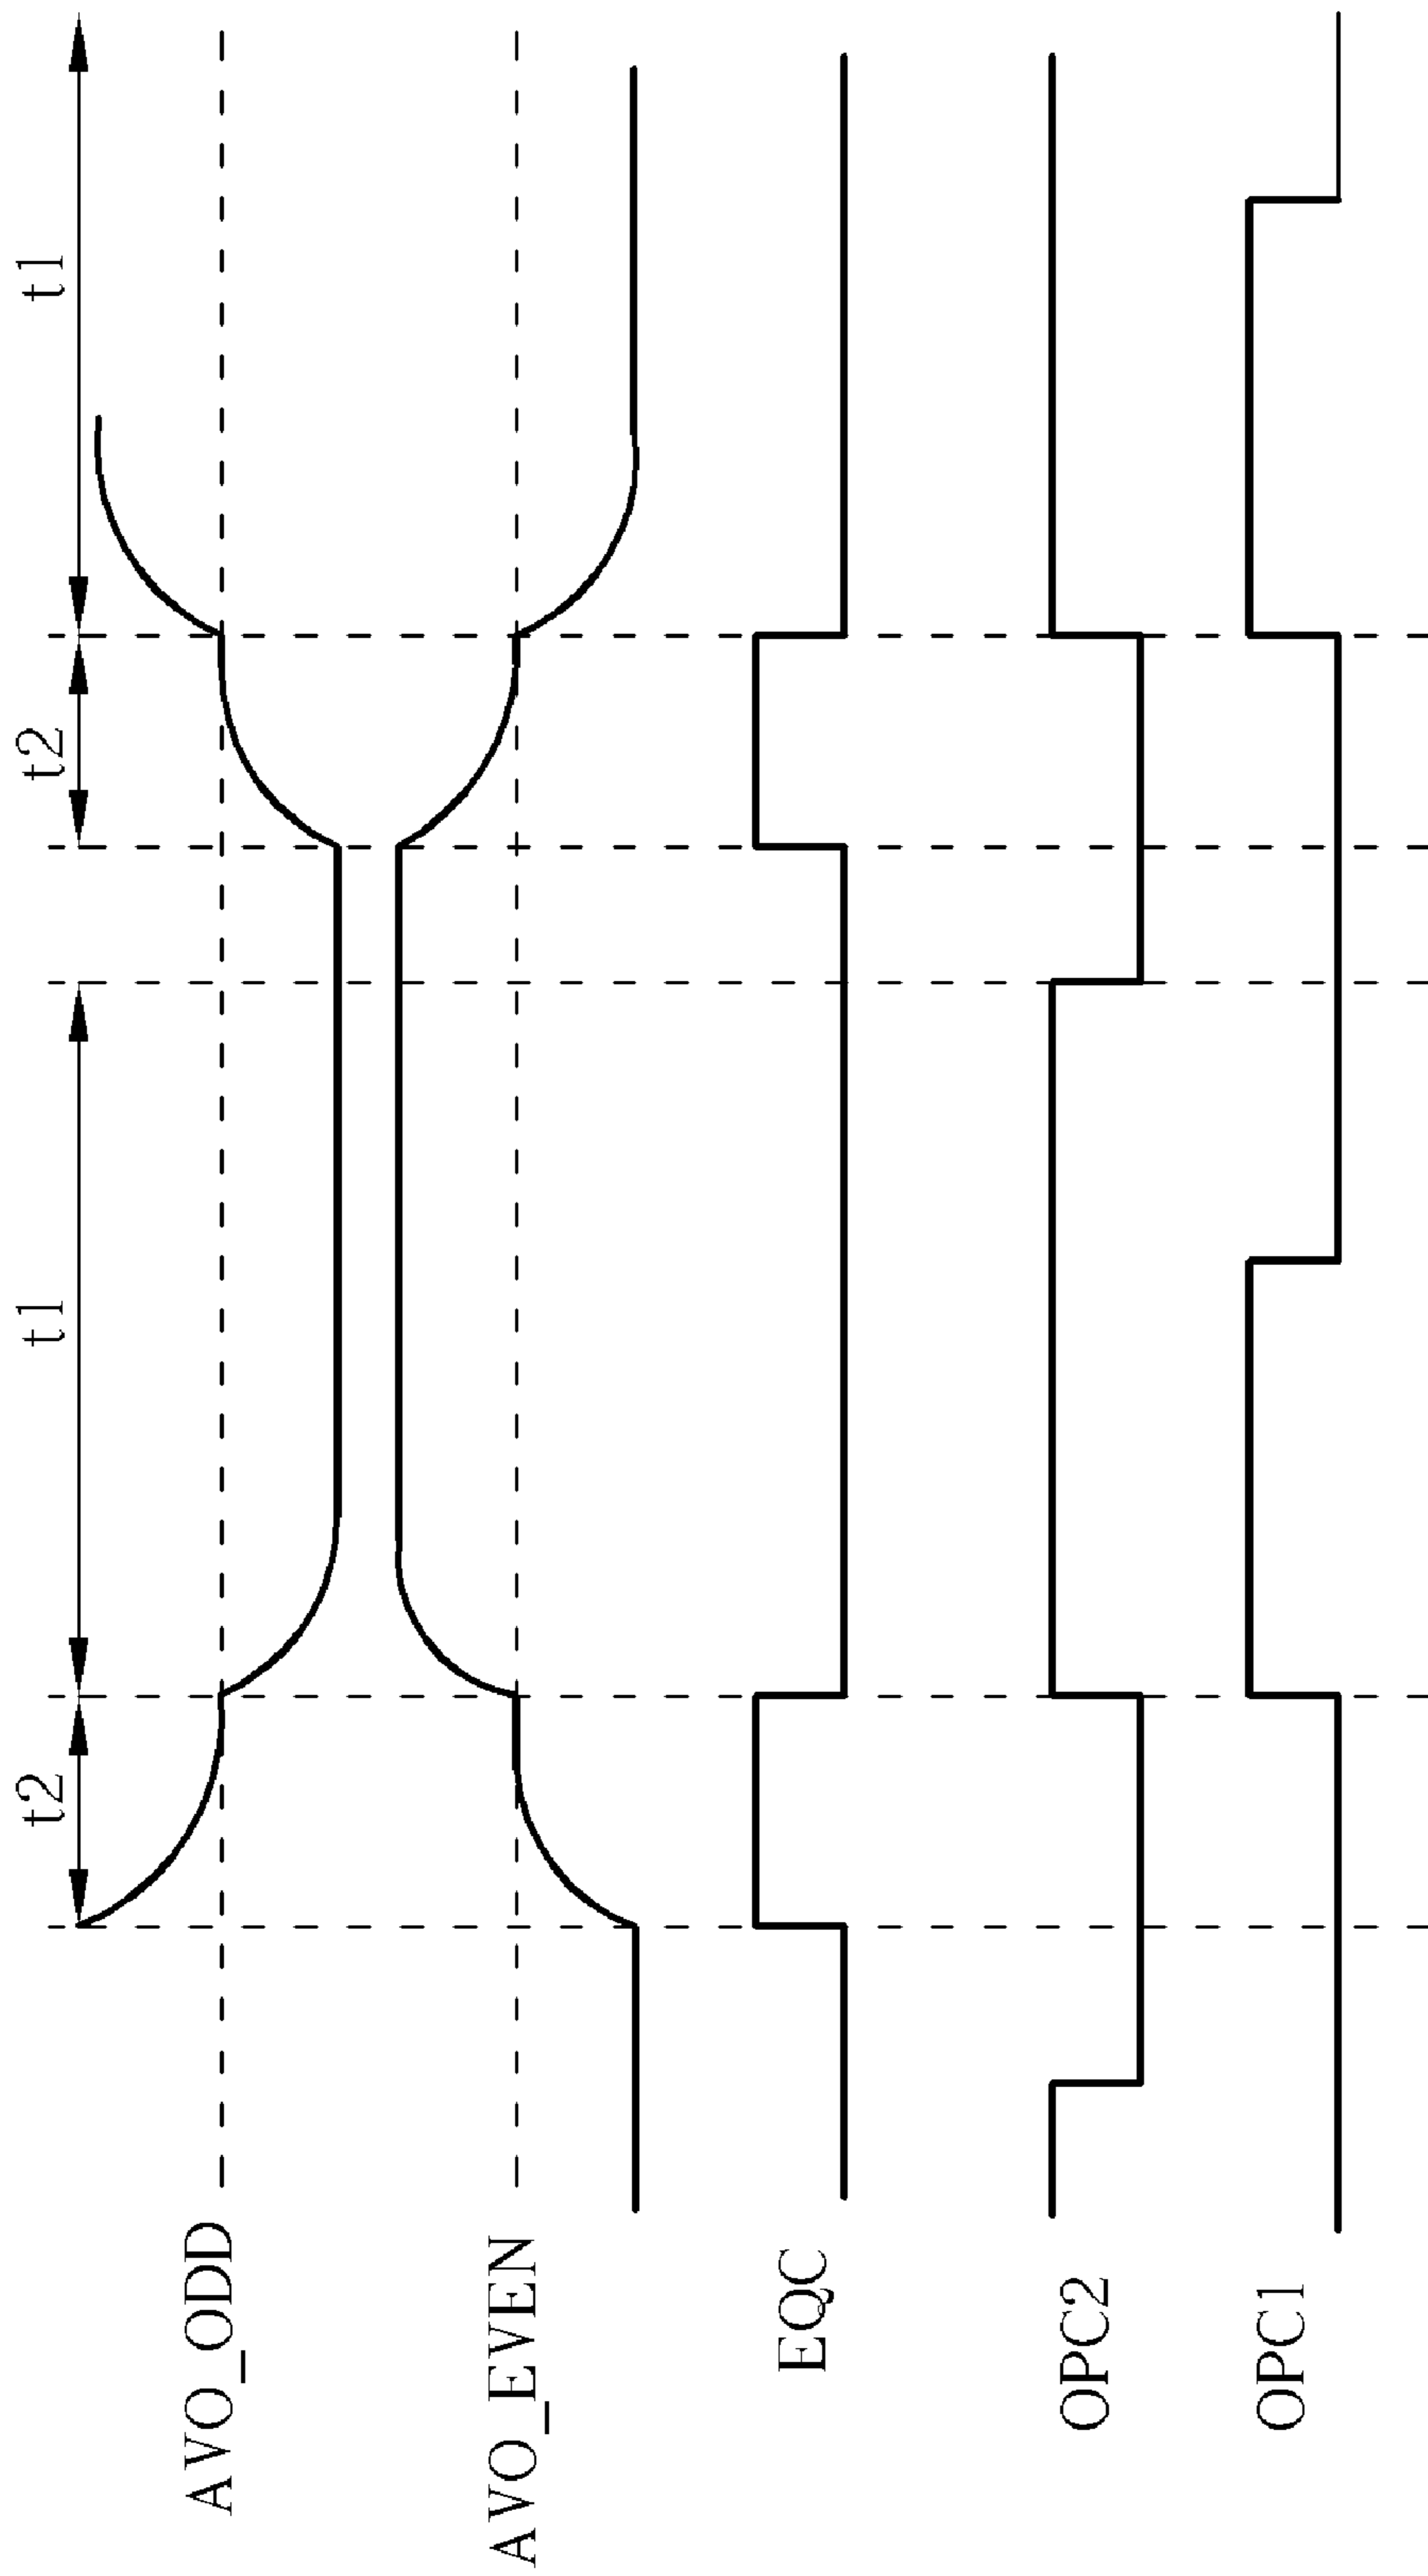 t2
t1
t2
t1
AVO_ODD
AVO_EVEN
EQC
OPC2
OPC1